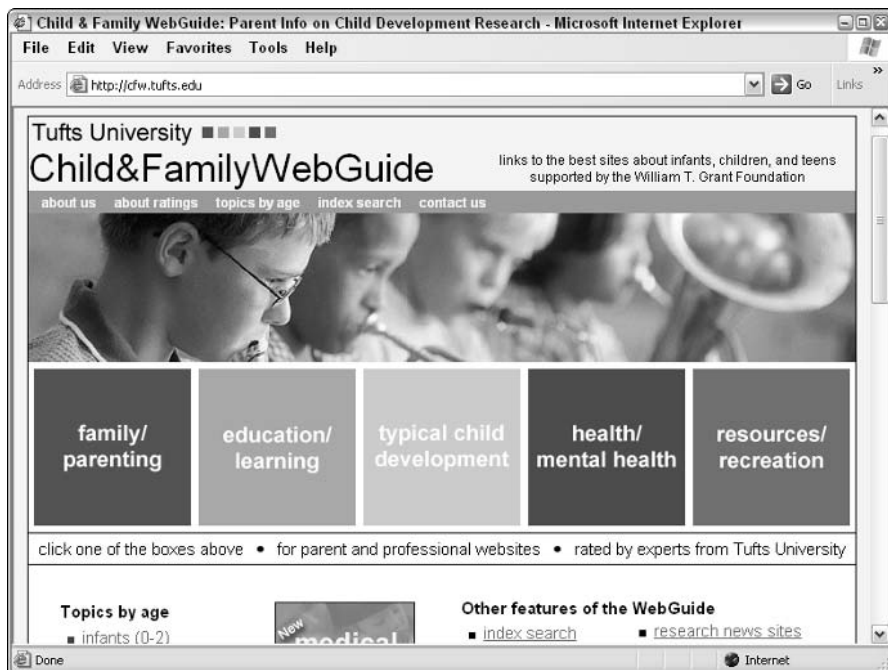 Child & Family WebGuide: Parent Info on Child Development Research - Microsoft Internet Explorer
File Edit View Favorites Tools Help
Address http://cfw.tufts.edu Go Links »
Tufts University
Child&FamilyWebGuide
links to the best sites about infants, children, and teens
supported by the William T. Grant Foundation
about us about ratings topics by age index search contact us
family/
parenting
education/
learning
typical child
development
health/
mental health
resources/
recreation
click one of the boxes above • for parent and professional websites • rated by experts from Tufts University
Topics by age
infants (0-2)
New
medical
Other features of the WebGuide
index search
research news sites
Done Internet